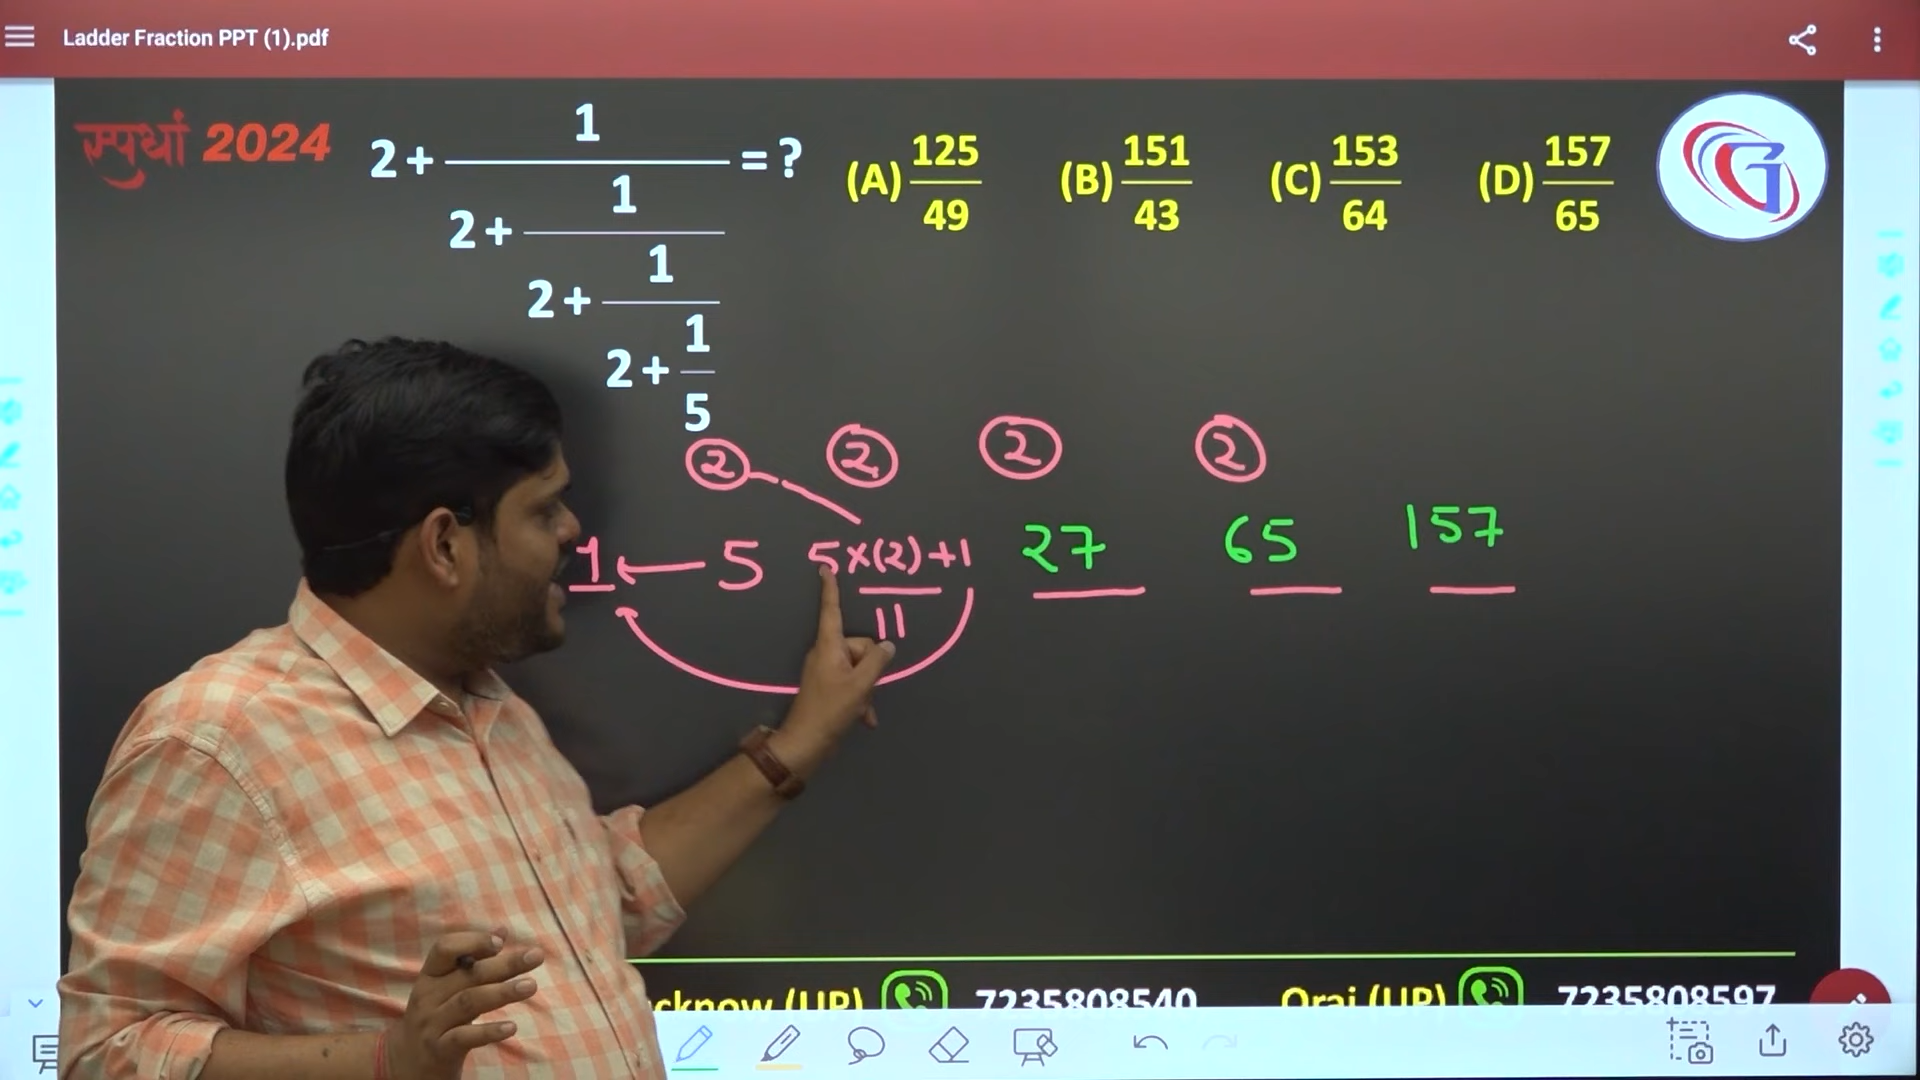 Ladder Fraction PPT (1).pdf
स्पर्धा 2024
2 + 1 = ?
2 + 1
2 + 1
2 + 1
5
(A) 125/49 (B) 151/43 (C) 153/64 (D) 157/65
G
2 2 2 2
1 ← 5 5×(2)+1 27 65 157
11
cknow (UP) 7235808540 Orai (UP) 7235808597